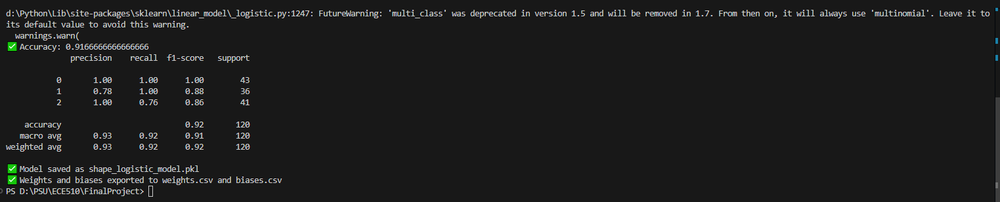 d:\Python\Lib\site-packages\sklearn\linear_model\_logistic.py:1247: FutureWarning: 'multi_class' was deprecated in version 1.5 and will be removed in 1.7. From then on, it will always use 'multinomial'. Leave it to
its default value to avoid this warning.
  warnings.warn(
✅ Accuracy: 0.9166666666666666
              precision    recall  f1-score   support

           0       1.00      1.00      1.00        43
           1       0.78      1.00      0.88        36
           2       1.00      0.76      0.86        41

    accuracy                           0.92       120
   macro avg       0.93      0.92      0.91       120
weighted avg       0.93      0.92      0.92       120

✅ Model saved as shape_logistic_model.pkl
✅ Weights and biases exported to weights.csv and biases.csv
PS D:\PSU\ECE510\FinalProject>